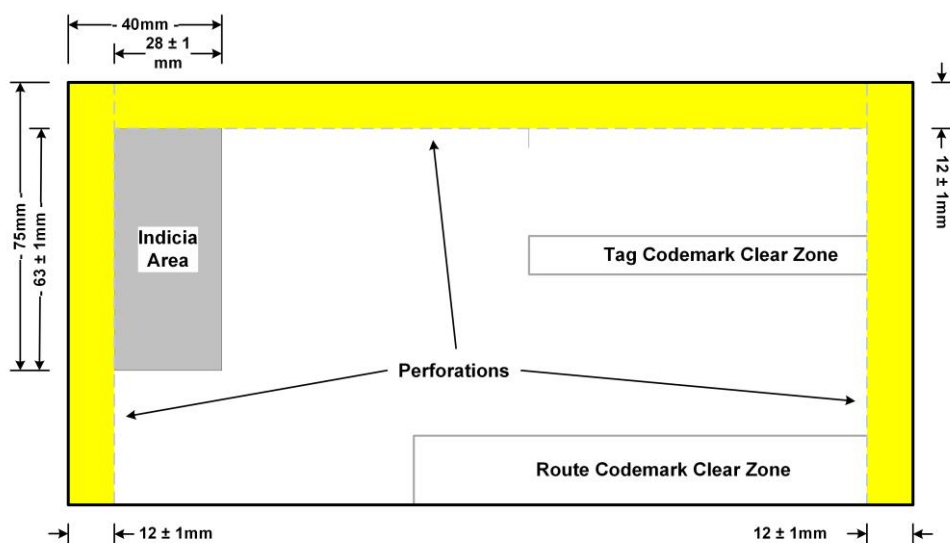 - 40mm -
28 ± 1
mm
- 75mm -
- 63 ± 1mm -
12 ± 1mm
Indicia
Area
Tag Codemark Clear Zone
Perforations
Route Codemark Clear Zone
12 ± 1mm
12 ± 1mm